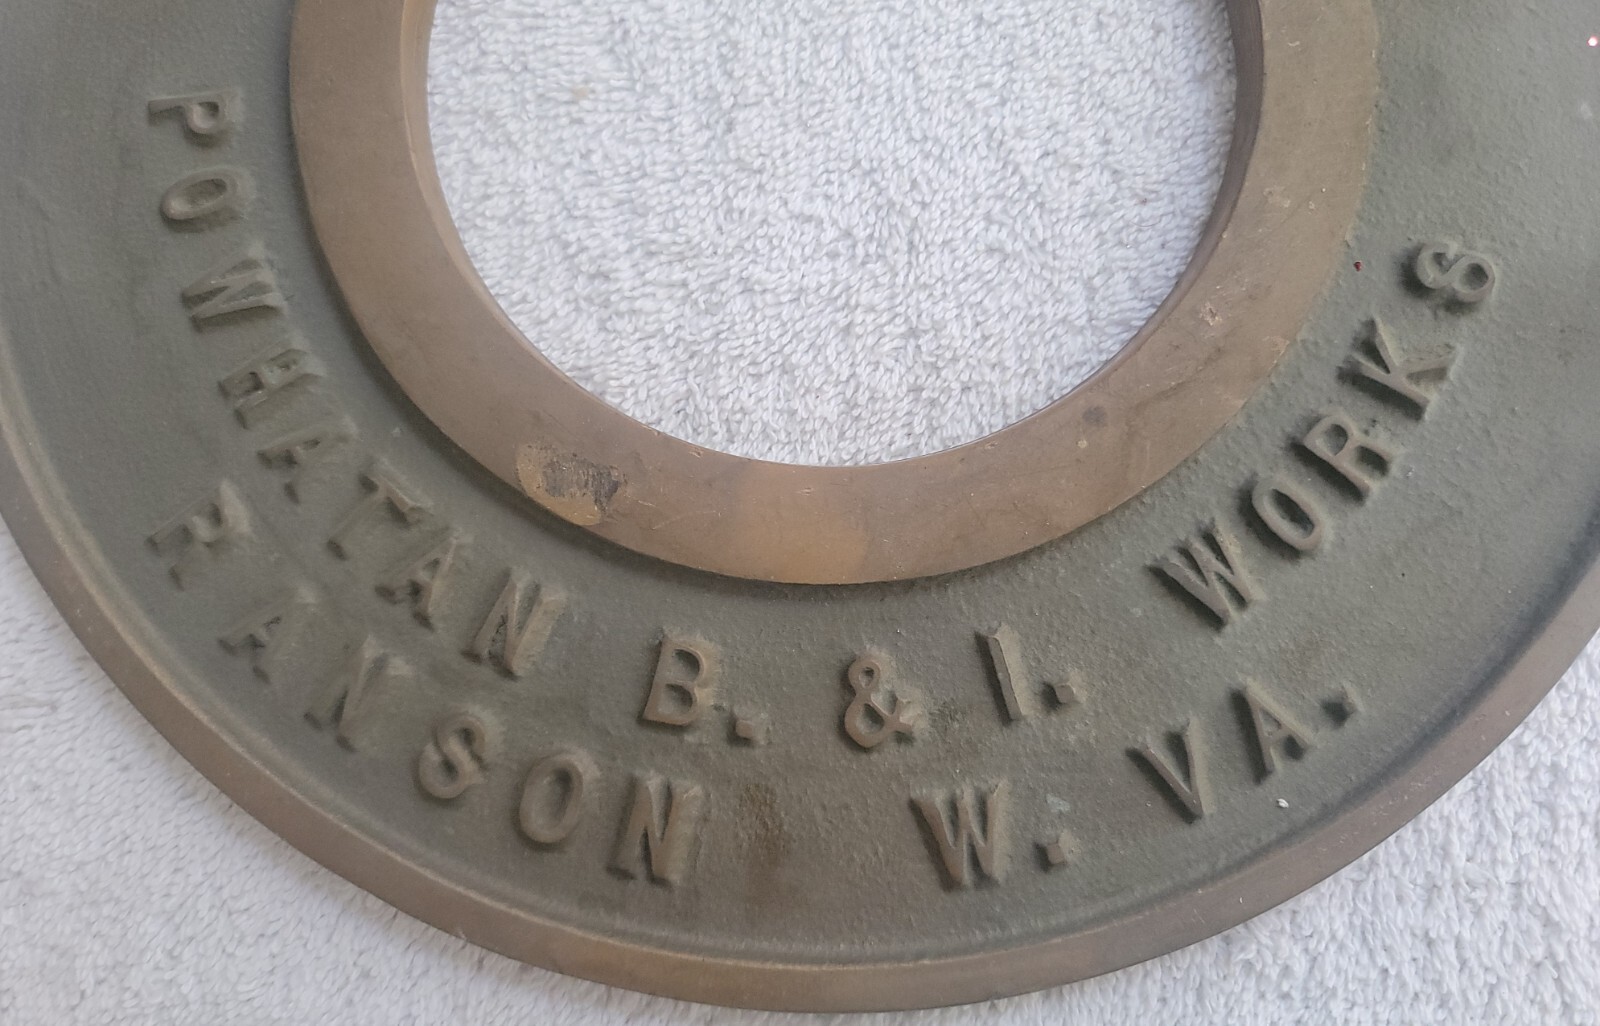 POWHATAN B. & I. WORKS
RANSON W. VA.